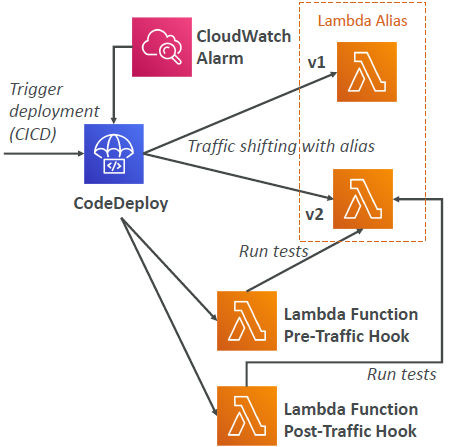 Lambda Alias
CloudWatch
Alarm
v1
Trigger
deployment
(CICD)
Traffic shifting with alias
CodeDeploy
v2
Run tests
Lambda Function
Pre-Traffic Hook
Run tests
Lambda Function
Post-Traffic Hook